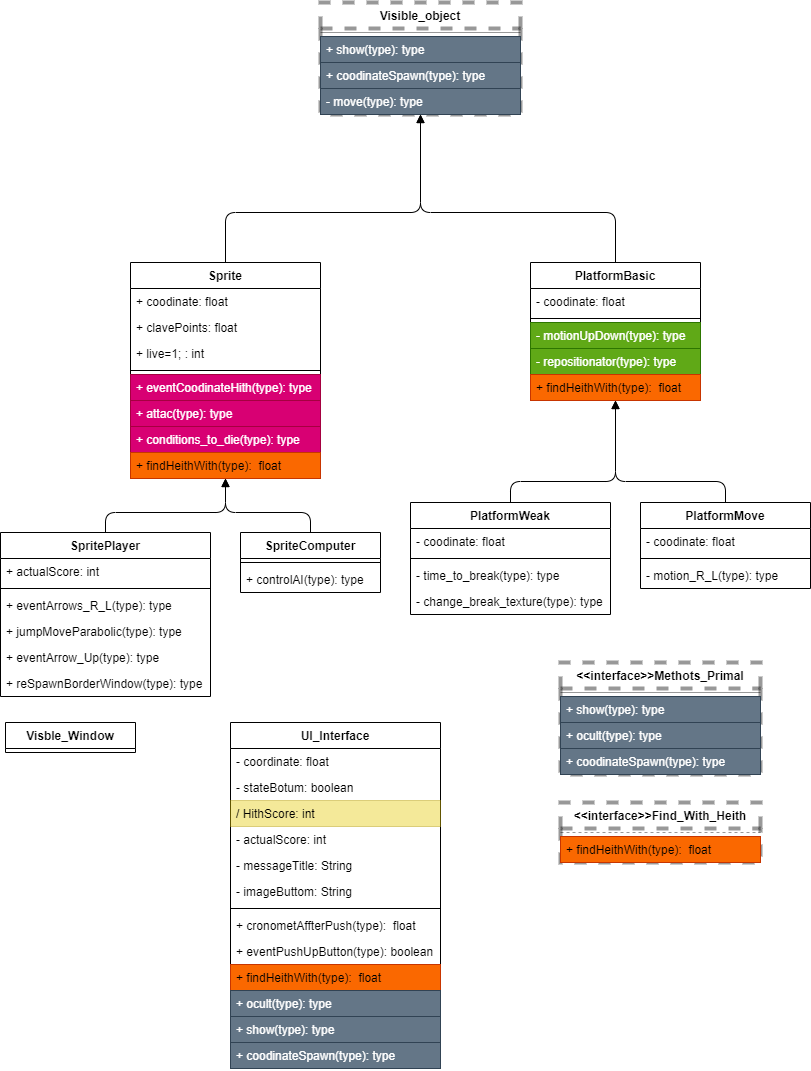 Visible_object
+ show(type): type
+ coodinateSpawn(type): type
- move(type): type
Sprite
+ coodinate: float
+ clavePoints: float
+ live=1; : int
+ eventCoodinateHith(type): type
+ attac(type): type
+ conditions_to_die(type): type
+ findHeithWith(type):  float
PlatformBasic
- coodinate: float
- motionUpDown(type): type
- repositionator(type): type
+ findHeithWith(type):  float
SpritePlayer
+ actualScore: int
+ eventArrows_R_L(type): type
+ jumpMoveParabolic(type): type
+ eventArrow_Up(type): type
+ reSpawnBorderWindow(type): type
SpriteComputer
+ controlAI(type): type
PlatformWeak
- coodinate: float
- time_to_break(type): type
- change_break_texture(type): type
PlatformMove
- coodinate: float
- motion_R_L(type): type
Visble_Window
UI_Interface
- coordinate: float
- stateBotum: boolean
/ HithScore: int
- actualScore: int
- messageTitle: String
- imageButtom: String
+ cronometAffterPush(type):  float
+ eventPushUpButton(type): boolean
+ findHeithWith(type):  float
+ ocult(type): type
+ show(type): type
+ coodinateSpawn(type): type
<<interface>>Methots_Primal
+ show(type): type
+ ocult(type): type
+ coodinateSpawn(type): type
<<interface>>Find_With_Heith
+ findHeithWith(type):  float